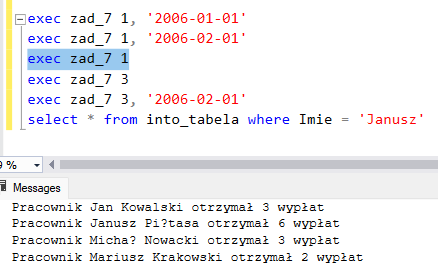 exec zad_7 1, '2006-01-01'
exec zad_7 1, '2006-02-01'
exec zad_7 1
exec zad_7 3
exec zad_7 3, '2006-02-01'
select * from into_tabela where Imie = 'Janusz'
%
Messages
Pracownik Jan Kowalski otrzymał 3 wypłat
Pracownik Janusz Pi?tasa otrzymał 6 wypłat
Pracownik Micha? Nowacki otrzymał 3 wypłat
Pracownik Mariusz Krakowski otrzymał 2 wypłat